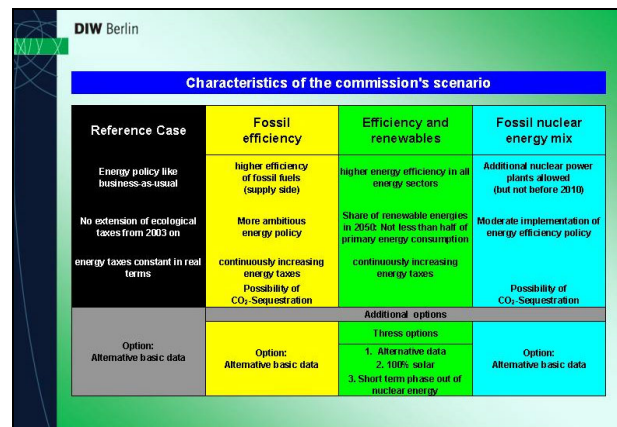 DIW Berlin
Characteristics of the commission's scenario
Reference Case
Fossil
efficiency
Efficiency and
renewables
Fossil nuclear
energy mix
Energy policy like
business-as-usual
higher efficiency
of fossil fuels
(supply side)
higher energy efficiency in all
energy sectors
Additional nuclear power
plants allowed
(but not before 2010)
No extension of ecological
taxes from 2003 on
More ambitious
energy policy
Share of renewable energies
in 2050: Not less than half of
primary energy consumption
Moderate implementation of
energy efficiency policy
energy taxes constant in real
terms
continuously increasing
energy taxes
continuously increasing
energy taxes
Possibility of
CO₂-Sequestration
Possibility of
CO₂-Sequestration
Additional options
Option:
Alternative basic data
Option:
Alternative basic data
Thress options
1. Alternative data
2. 100% solar
3. Short term phase out of
nuclear energy
Option:
Alternative basic data